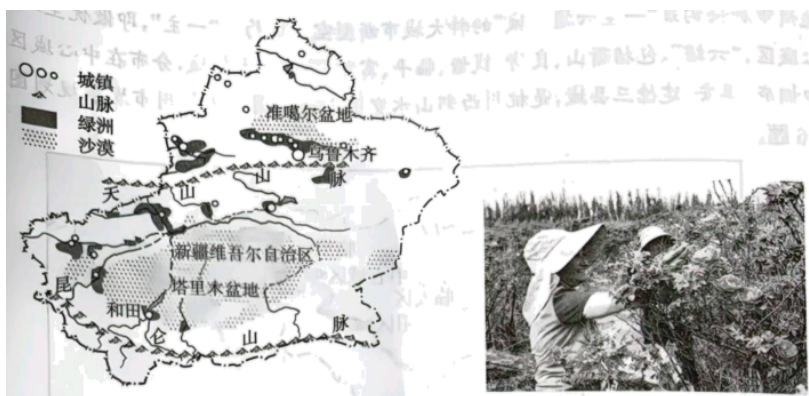 城镇
山脉
绿洲
沙漠
准噶尔盆地
乌鲁木齐
天山山脉
新疆维吾尔自治区
塔里木盆地
和田
昆仑山脉